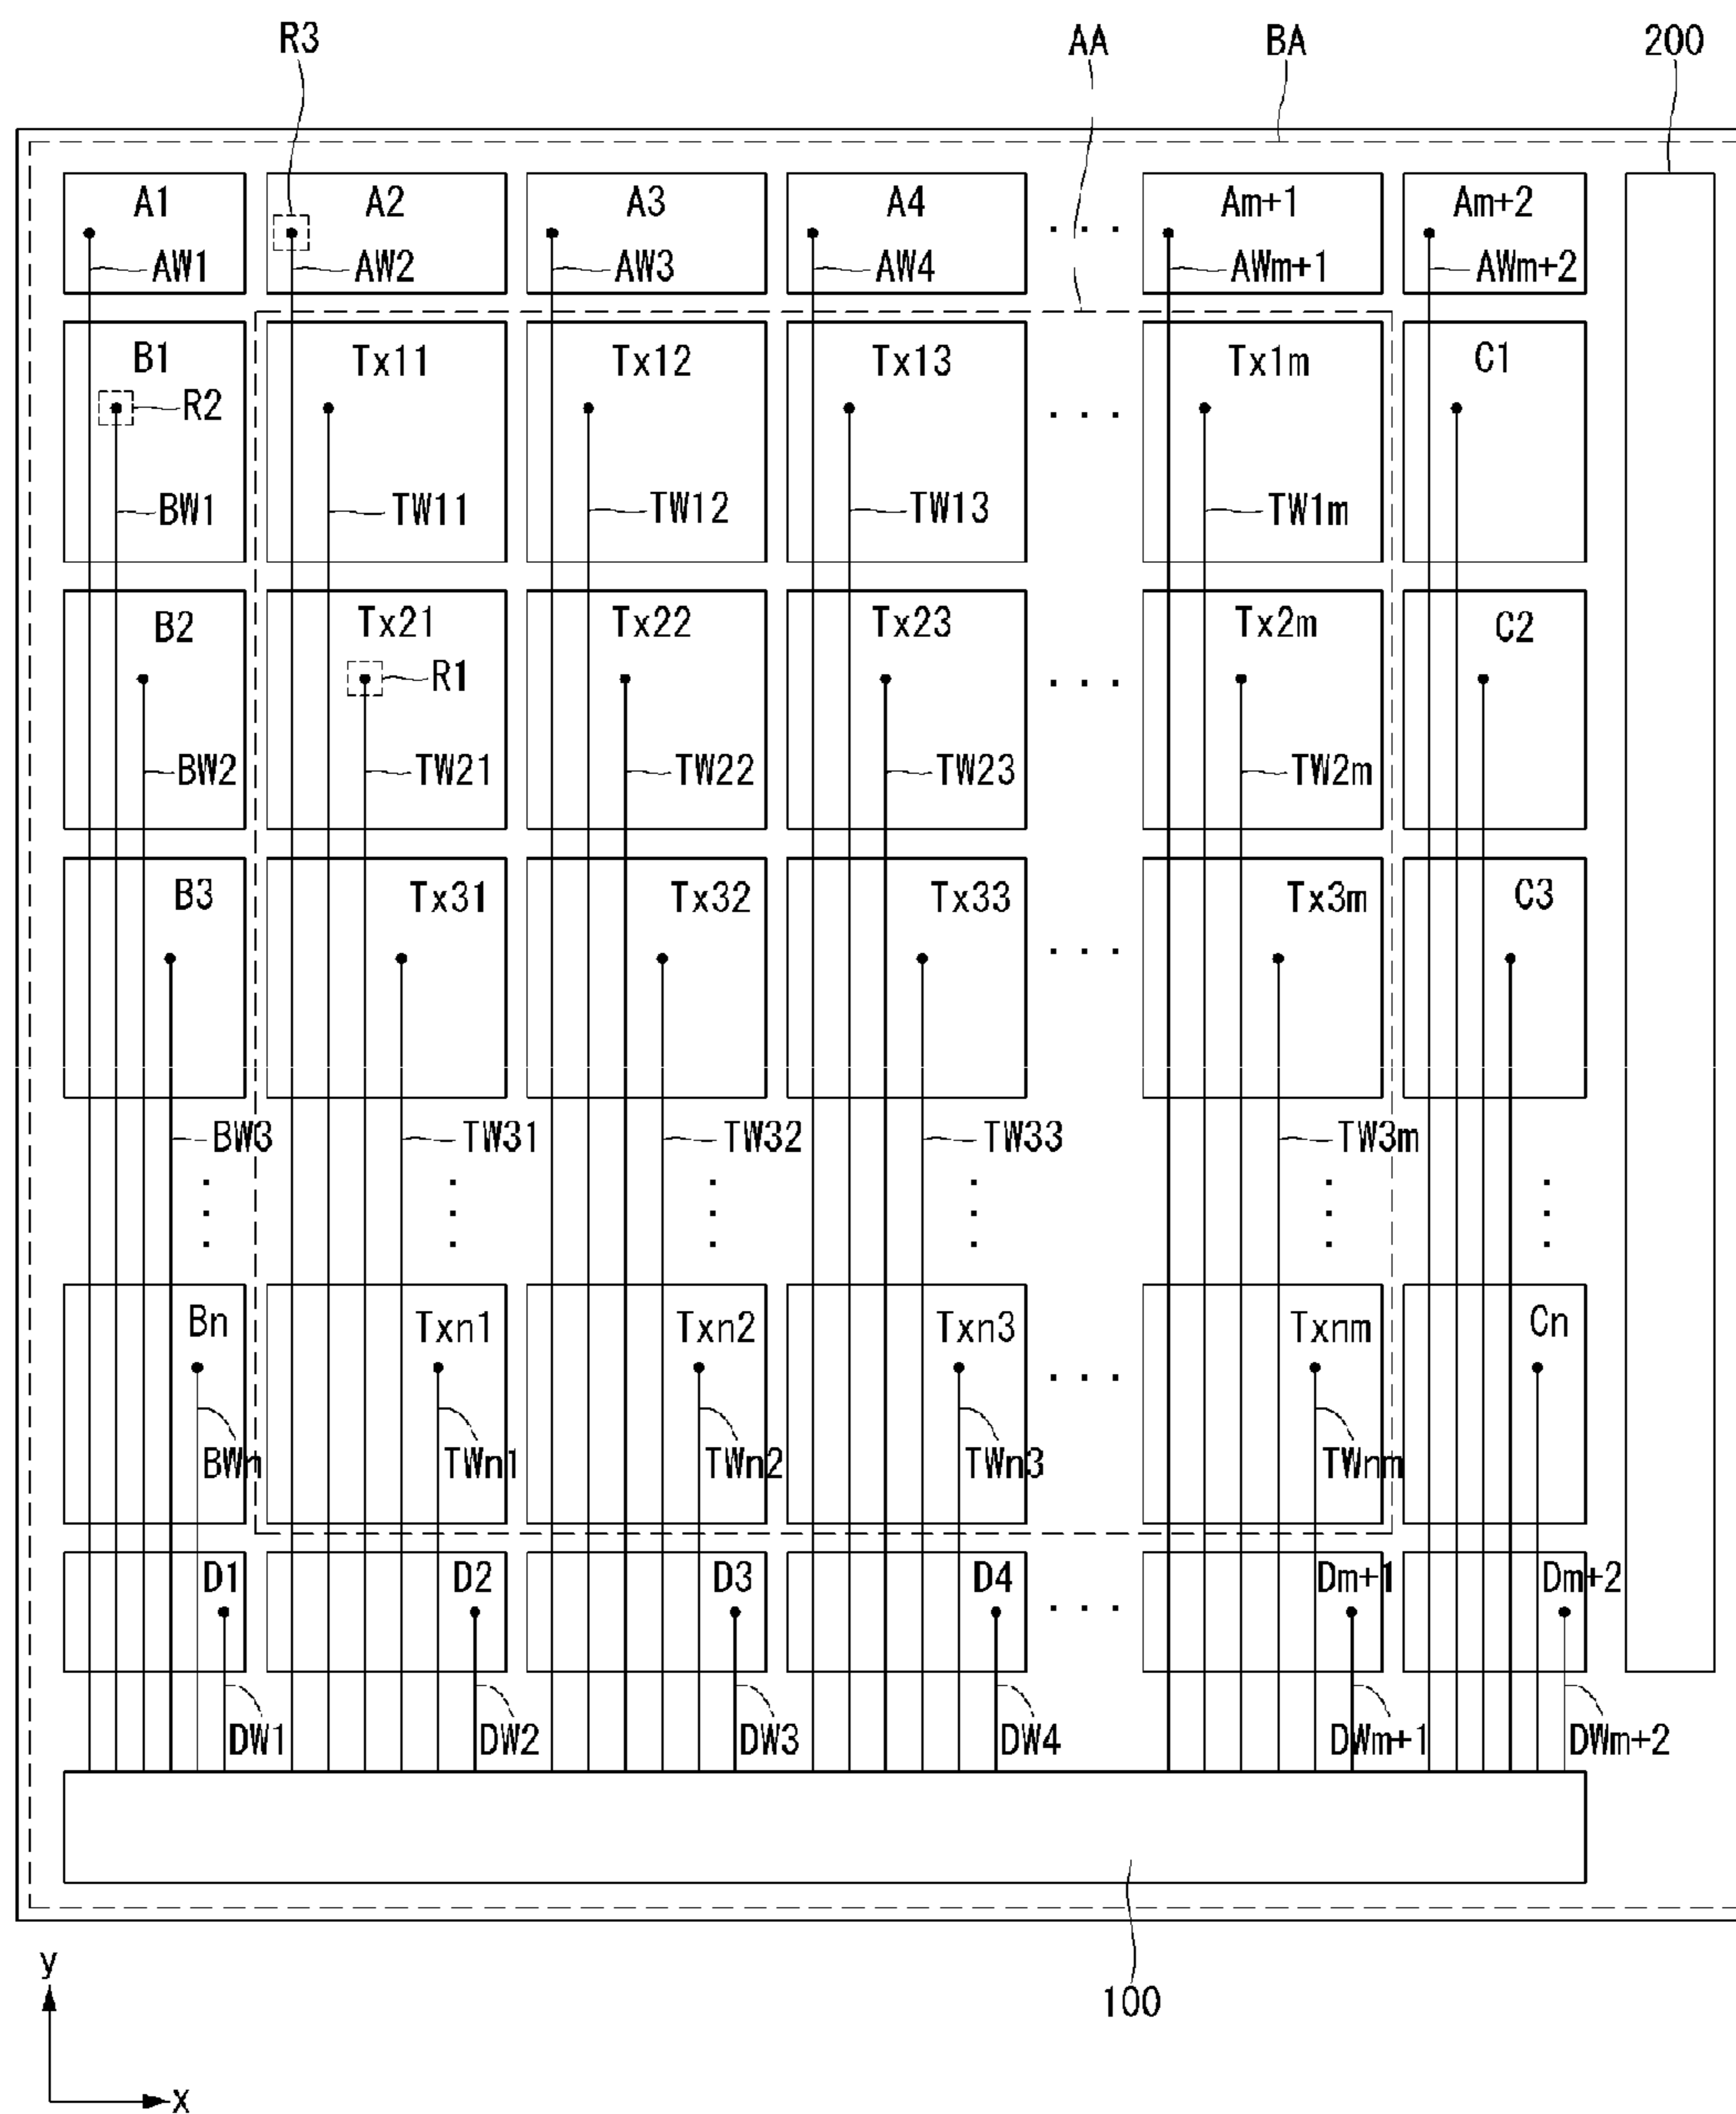 R3 AA BA 200
A1 A2 A3 A4 Am+1 Am+2
AW1 AW2 AW3 AW4 AWm+1 AWm+2
B1 Tx11 Tx12 Tx13 Tx1m C1
R2
BW1 TW11 TW12 TW13 TW1m
B2 Tx21 Tx22 Tx23 Tx2m C2
R1
BW2 TW21 TW22 TW23 TW2m
B3 Tx31 Tx32 Tx33 Tx3m C3
BW3 TW31 TW32 TW33 TW3m
Bn Txn1 Txn2 Txn3 Txnm Cn
BWn TWn1 TWn2 TWn3 TWnm
D1 D2 D3 D4 Dm+1 Dm+2
DW1 DW2 DW3 DW4 DWm+1 DWm+2
y
100
x